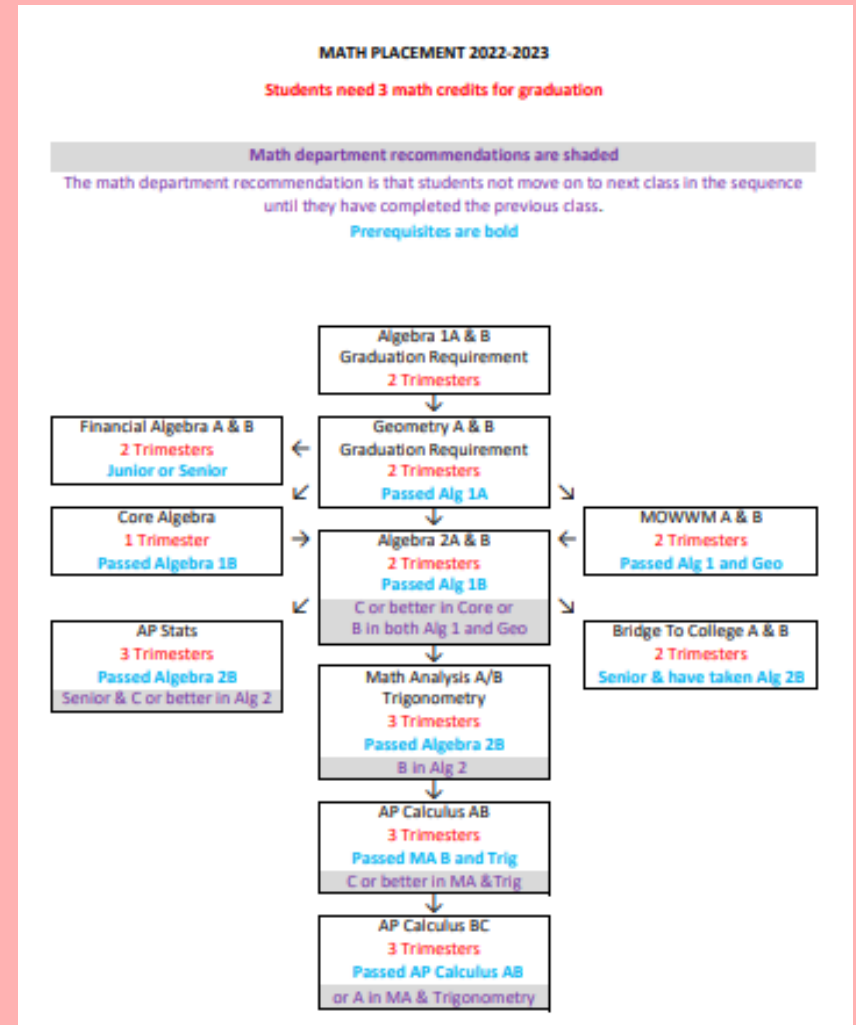 MATH PLACEMENT 2022-2023
Students need 3 math credits for graduation
Math department recommendations are shaded
The math department recommendation is that students not move on to next class in the sequence
until they have completed the previous class.
Prerequisites are bold
Algebra 1A & B
Graduation Requirement
2 Trimesters
↓
Financial Algebra A & B
2 Trimesters
Junior or Senior
←
Geometry A & B
Graduation Requirement
2 Trimesters
Passed Alg 1A
↙
↓
↘
Core Algebra
1 Trimester
Passed Algebra 1B
→
Algebra 2A & B
2 Trimesters
Passed Alg 1B
C or better in Core or
B in both Alg 1 and Geo
←
MOWWM A & B
2 Trimesters
Passed Alg 1 and Geo
↙
↓
↘
AP Stats
3 Trimesters
Passed Algebra 2B
Senior & C or better in Alg 2
Math Analysis A/B
Trigonometry
3 Trimesters
Passed Algebra 2B
B in Alg 2
Bridge To College A & B
2 Trimesters
Senior & have taken Alg 2B
↓
AP Calculus AB
3 Trimesters
Passed MA B and Trig
C or better in MA &Trig
↓
AP Calculus BC
3 Trimesters
Passed AP Calculus AB
or A in MA & Trigonometry